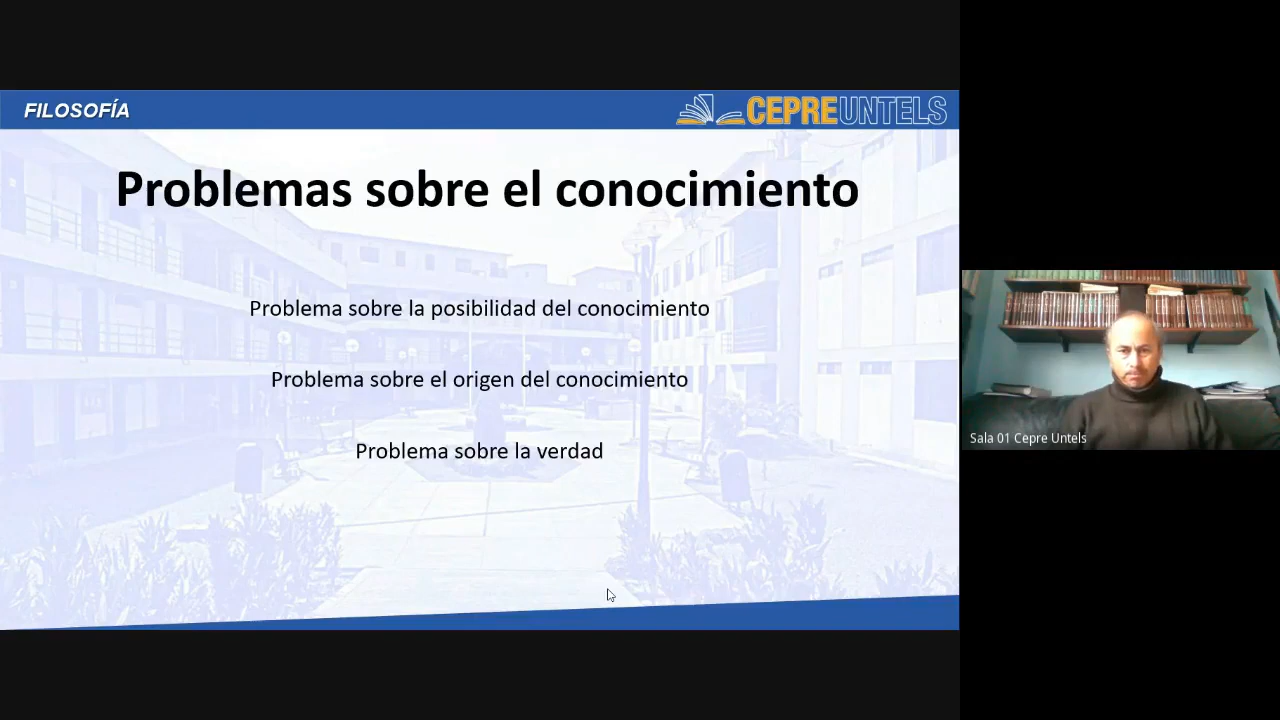 FILOSOFÍA
CEPREUNTELS
Problemas sobre el conocimiento
Problema sobre la posibilidad del conocimiento
Problema sobre el origen del conocimiento
Problema sobre la verdad
Sala 01 Cepre Untels